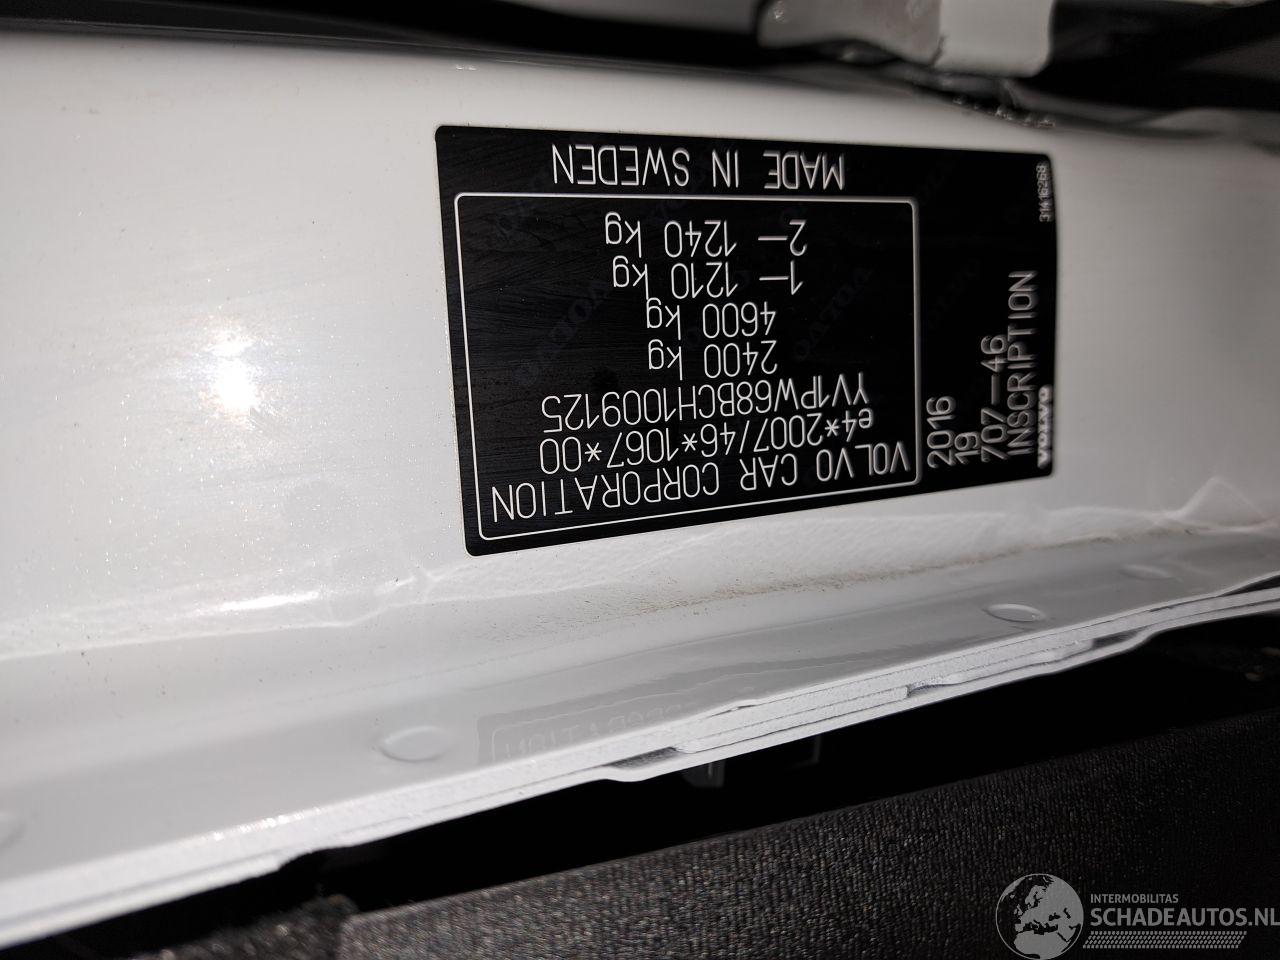 VOLVO CAR CORPORATION
e4*2007/46*1067*00
YV1PW68BCH1009125
2400 kg
4600 kg
1— 1210 kg
2— 1240 kg
MADE IN SWEDEN
2016
19
707—46
INSCRIPTION
VOLVO
31416268
INTERMOBILITAS
SCHADEAUTOS.NL